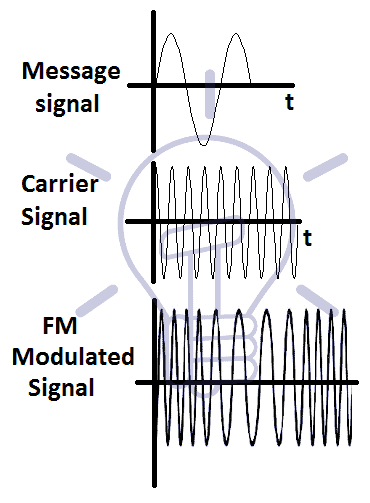 Message
signal
t
Carrier
Signal
t
FM
Modulated
Signal